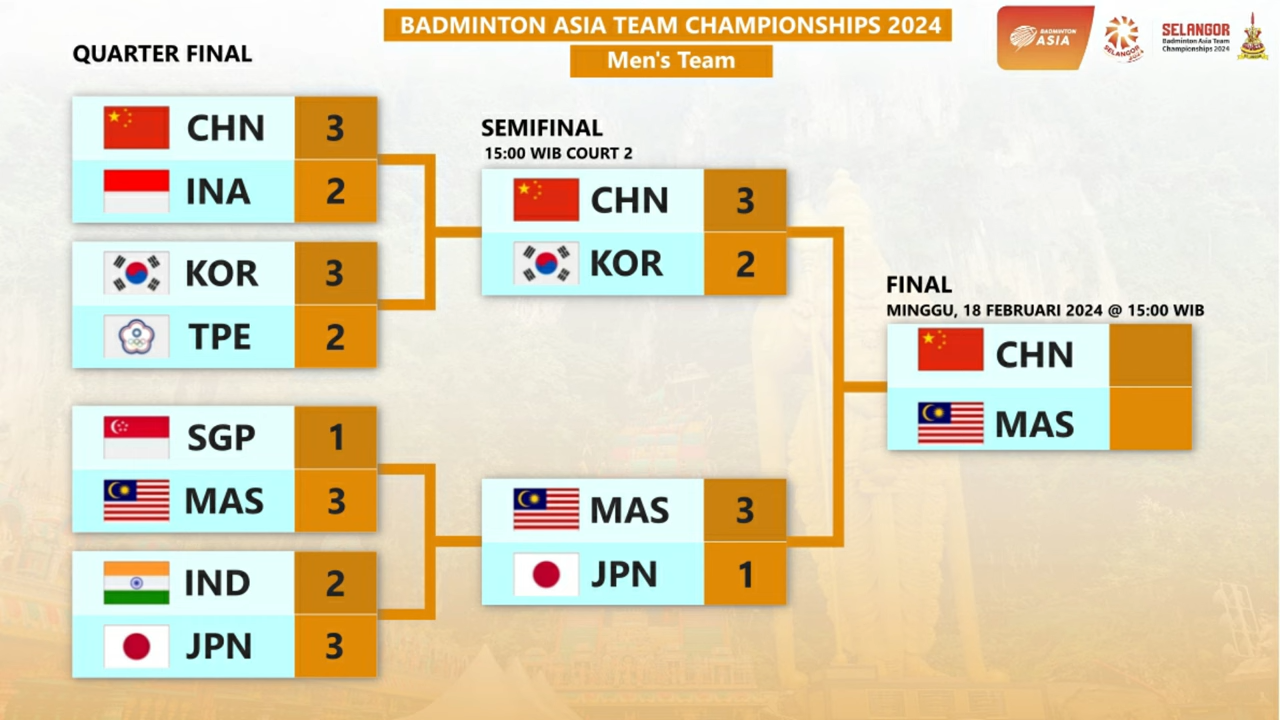 BADMINTON ASIA TEAM CHAMPIONSHIPS 2024
Men's Team
BADMINTON
ASIA
SELANGOR
Badminton Asia Team
Championships 2024
QUARTER FINAL
CHN 3
INA 2
KOR 3
TPE 2
SGP 1
MAS 3
IND 2
JPN 3
SEMIFINAL
15:00 WIB COURT 2
CHN 3
KOR 2
MAS 3
JPN 1
FINAL
MINGGU, 18 FEBRUARI 2024 @ 15:00 WIB
CHN
MAS